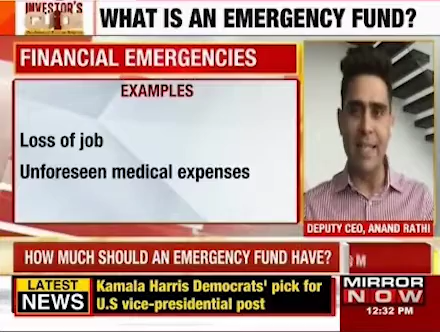 INVESTOR'S
WHAT IS AN EMERGENCY FUND?
FINANCIAL EMERGENCIES
EXAMPLES
Loss of job
Unforeseen medical expenses
DEPUTY CEO, ANAND RATHI
HOW MUCH SHOULD AN EMERGENCY FUND HAVE?
LATEST
NEWS
Kamala Harris Democrats' pick for
U.S vice-presidential post
MIRROR
NOW
12:32 PM